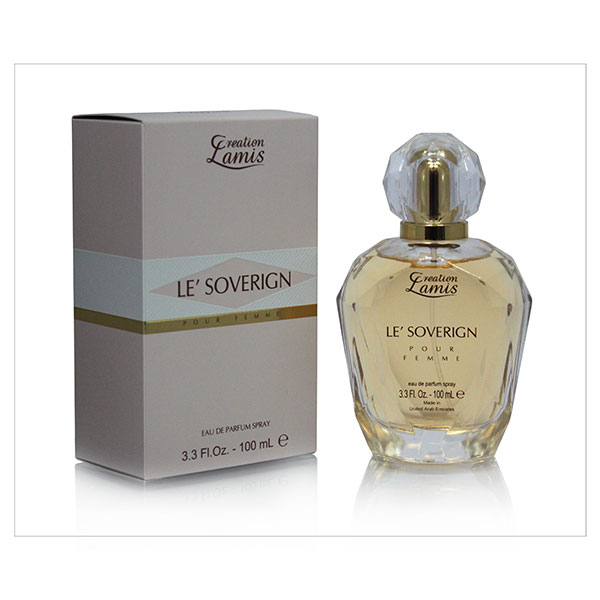 Creation
Lamis
LE' SOVERIGN
POUR FEMME
EAU DE PARFUM SPRAY
3.3 Fl.Oz. - 100 mL ℮
Creation
Lamis
LE' SOVERIGN
POUR
FEMME
eau de parfum spray
3.3 Fl. Oz. - 100 mL ℮
Made in
United Arab Emirates